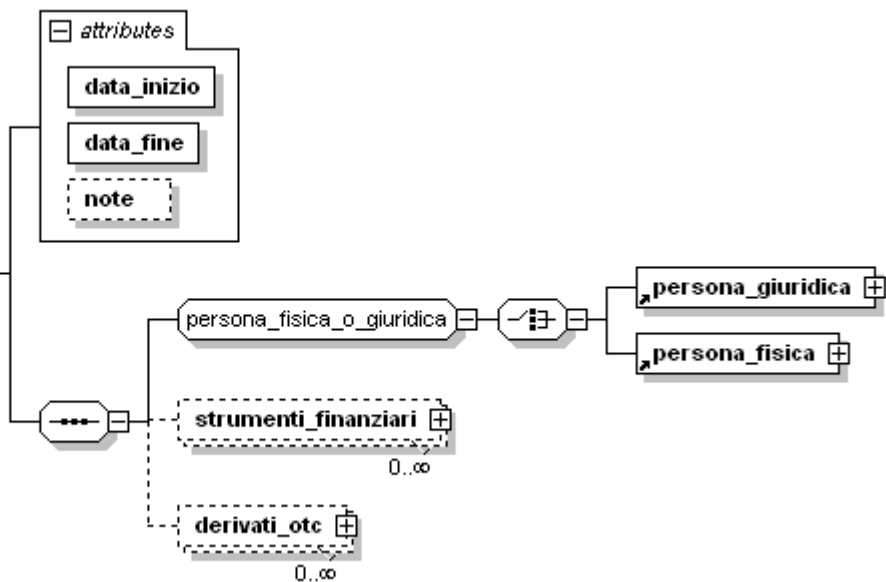 attributes
data_inizio
data_fine
note
persona_giuridica
persona_fisica_o_giuridica
persona_fisica
strumenti_finanziari
0..∞
derivati_otc
0..∞